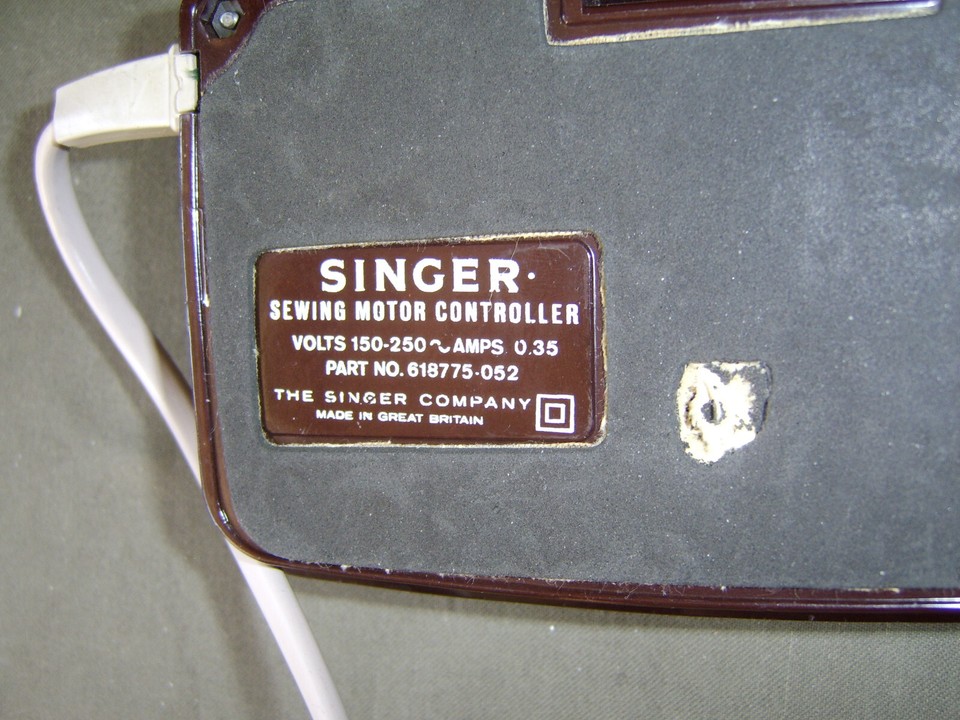 SINGER·
SEWING MOTOR CONTROLLER
VOLTS 150-250 ~ AMPS 0.35
PART NO. 618775-052
THE SINGER COMPANY
MADE IN GREAT BRITAIN